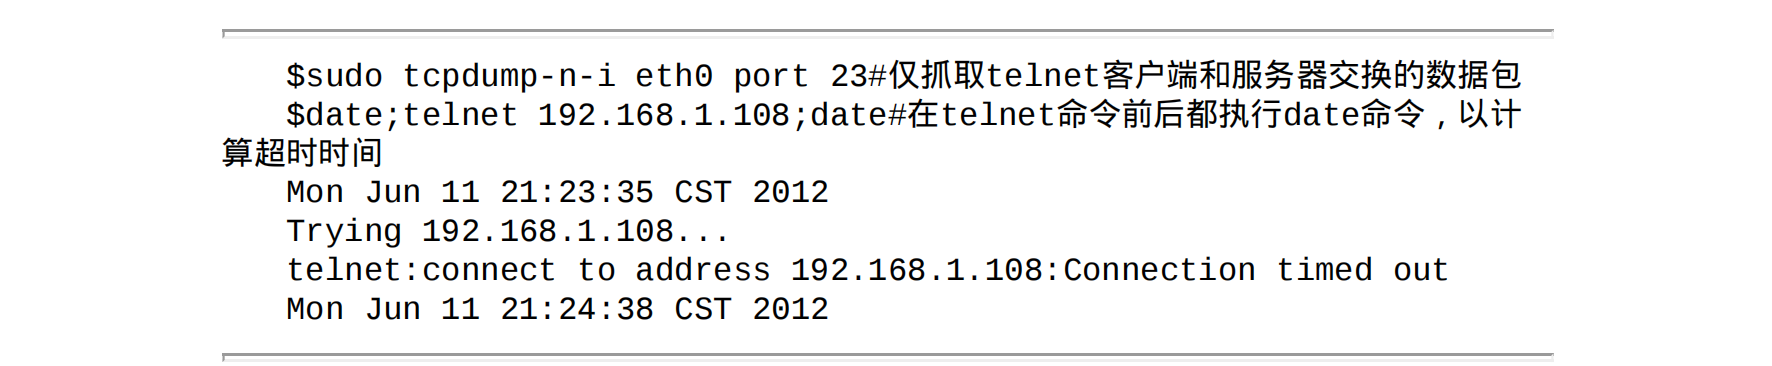 $sudo tcpdump-n-i eth0 port 23#仅抓取telnet客户端和服务器交换的数据包
$date;telnet 192.168.1.108;date#在telnet命令前后都执行date命令，以计
算超时时间
Mon Jun 11 21:23:35 CST 2012
Trying 192.168.1.108...
telnet:connect to address 192.168.1.108:Connection timed out
Mon Jun 11 21:24:38 CST 2012